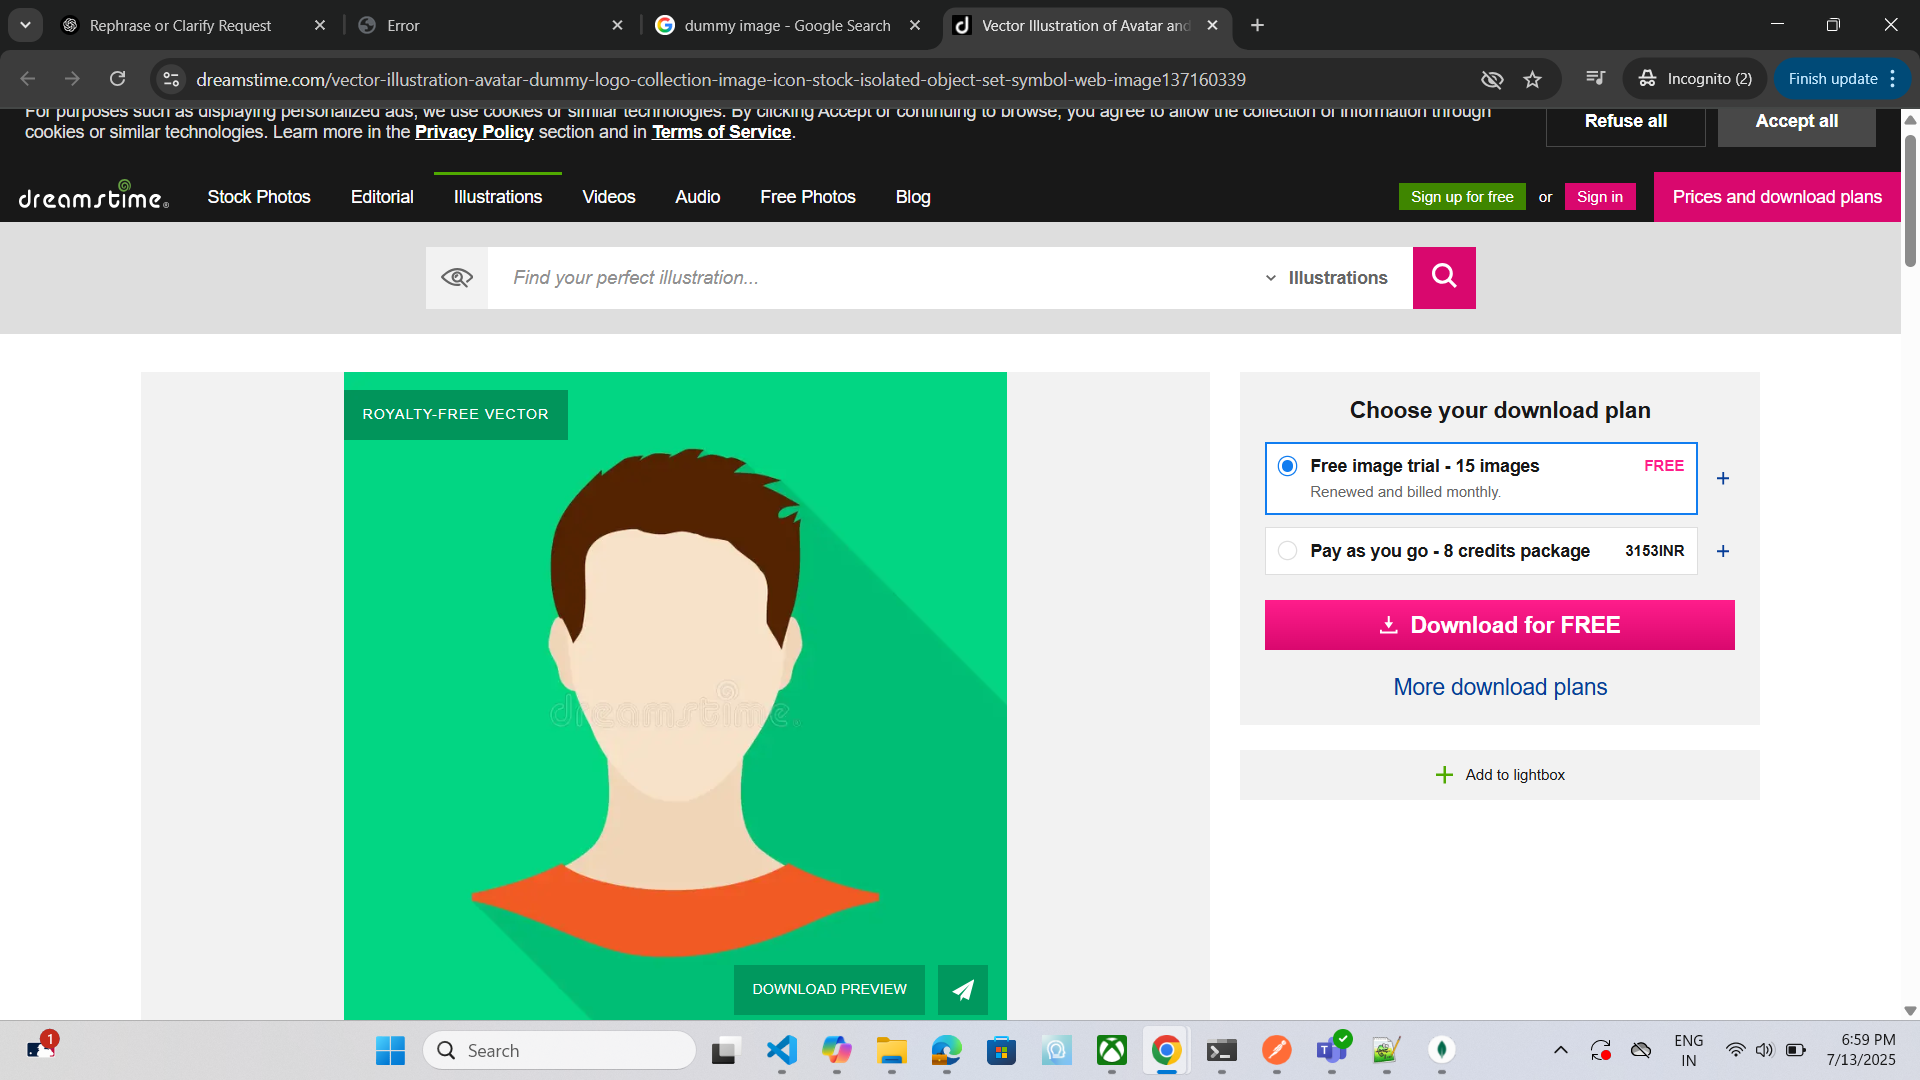 Rephrase or Clarify Request
Error
dummy image - Google Search
Vector Illustration of Avatar and
dreamstime.com/vector-illustration-avatar-dummy-logo-collection-image-icon-stock-isolated-object-set-symbol-web-image137160339
Incognito (2)
Finish update
For purposes such as displaying personalized ads, we use cookies or similar technologies. By clicking Accept or continuing to browse, you agree to allow the collection of information through
cookies or similar technologies. Learn more in the Privacy Policy section and in Terms of Service.
Refuse all
Accept all
dreamstime®
Stock Photos
Editorial
Illustrations
Videos
Audio
Free Photos
Blog
Sign up for free
or
Sign in
Prices and download plans
Find your perfect illustration...
Illustrations
ROYALTY-FREE VECTOR
dreamstime.
DOWNLOAD PREVIEW
Choose your download plan
Free image trial - 15 images
FREE
Renewed and billed monthly.
Pay as you go - 8 credits package
3153INR
Download for FREE
More download plans
Add to lightbox
1
Search
ENG
IN
6:59 PM
7/13/2025